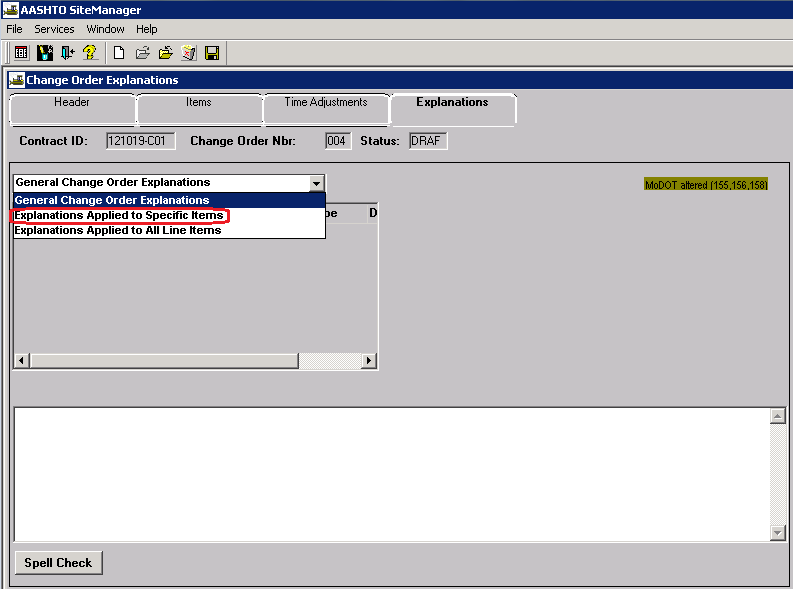 AASHTO SiteManager
File Services Window Help
Change Order Explanations
Header Items Time Adjustments Explanations
Contract ID: 121019-C01 Change Order Nbr: 004 Status: DRAF
General Change Order Explanations
MoDOT altered (155,156,158)
General Change Order Explanations
Explanations Applied to Specific Items
pe D
Explanations Applied to All Line Items
Spell Check